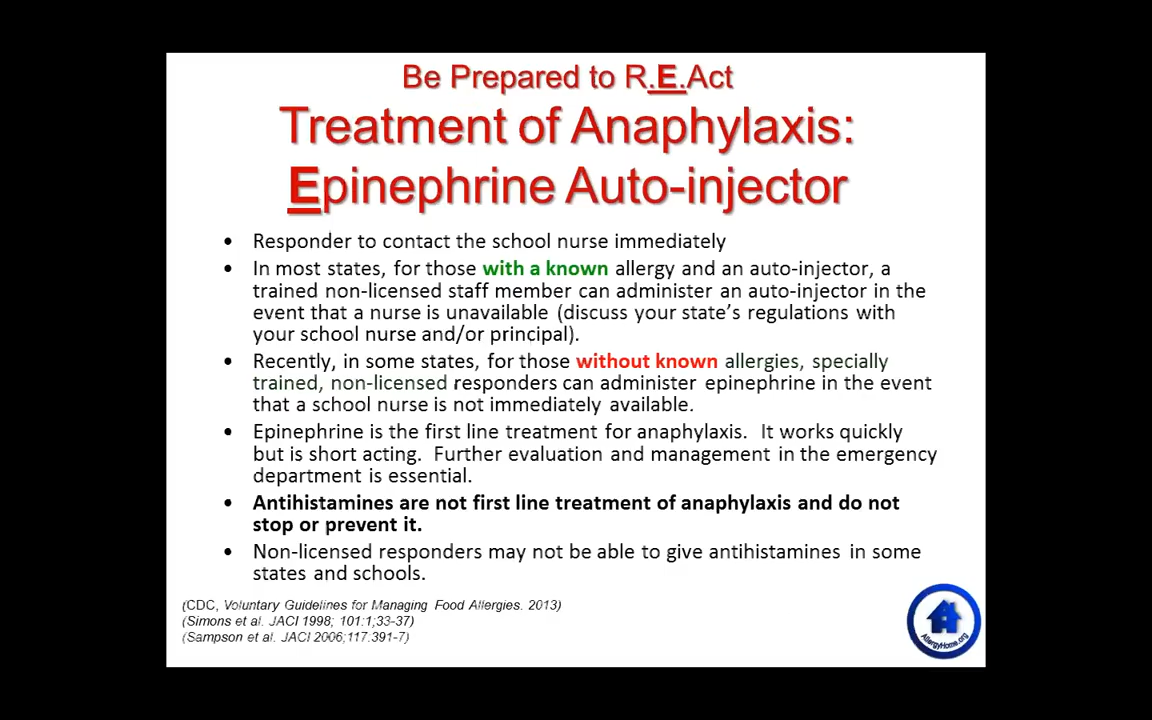 Be Prepared to R.E.Act
Treatment of Anaphylaxis:
Epinephrine Auto-injector
• Responder to contact the school nurse immediately
• In most states, for those with a known allergy and an auto-injector, a
trained non-licensed staff member can administer an auto-injector in the
event that a nurse is unavailable (discuss your state's regulations with
your school nurse and/or principal).
• Recently, in some states, for those without known allergies, specially
trained, non-licensed responders can administer epinephrine in the event
that a school nurse is not immediately available.
• Epinephrine is the first line treatment for anaphylaxis. It works quickly
but is short acting. Further evaluation and management in the emergency
department is essential.
• Antihistamines are not first line treatment of anaphylaxis and do not
stop or prevent it.
• Non-licensed responders may not be able to give antihistamines in some
states and schools.
(CDC, Voluntary Guidelines for Managing Food Allergies. 2013)
(Simons et al. JACI 1998; 101:1;33-37)
(Sampson et al. JACI 2006;117.391-7)
AllergyHome.org